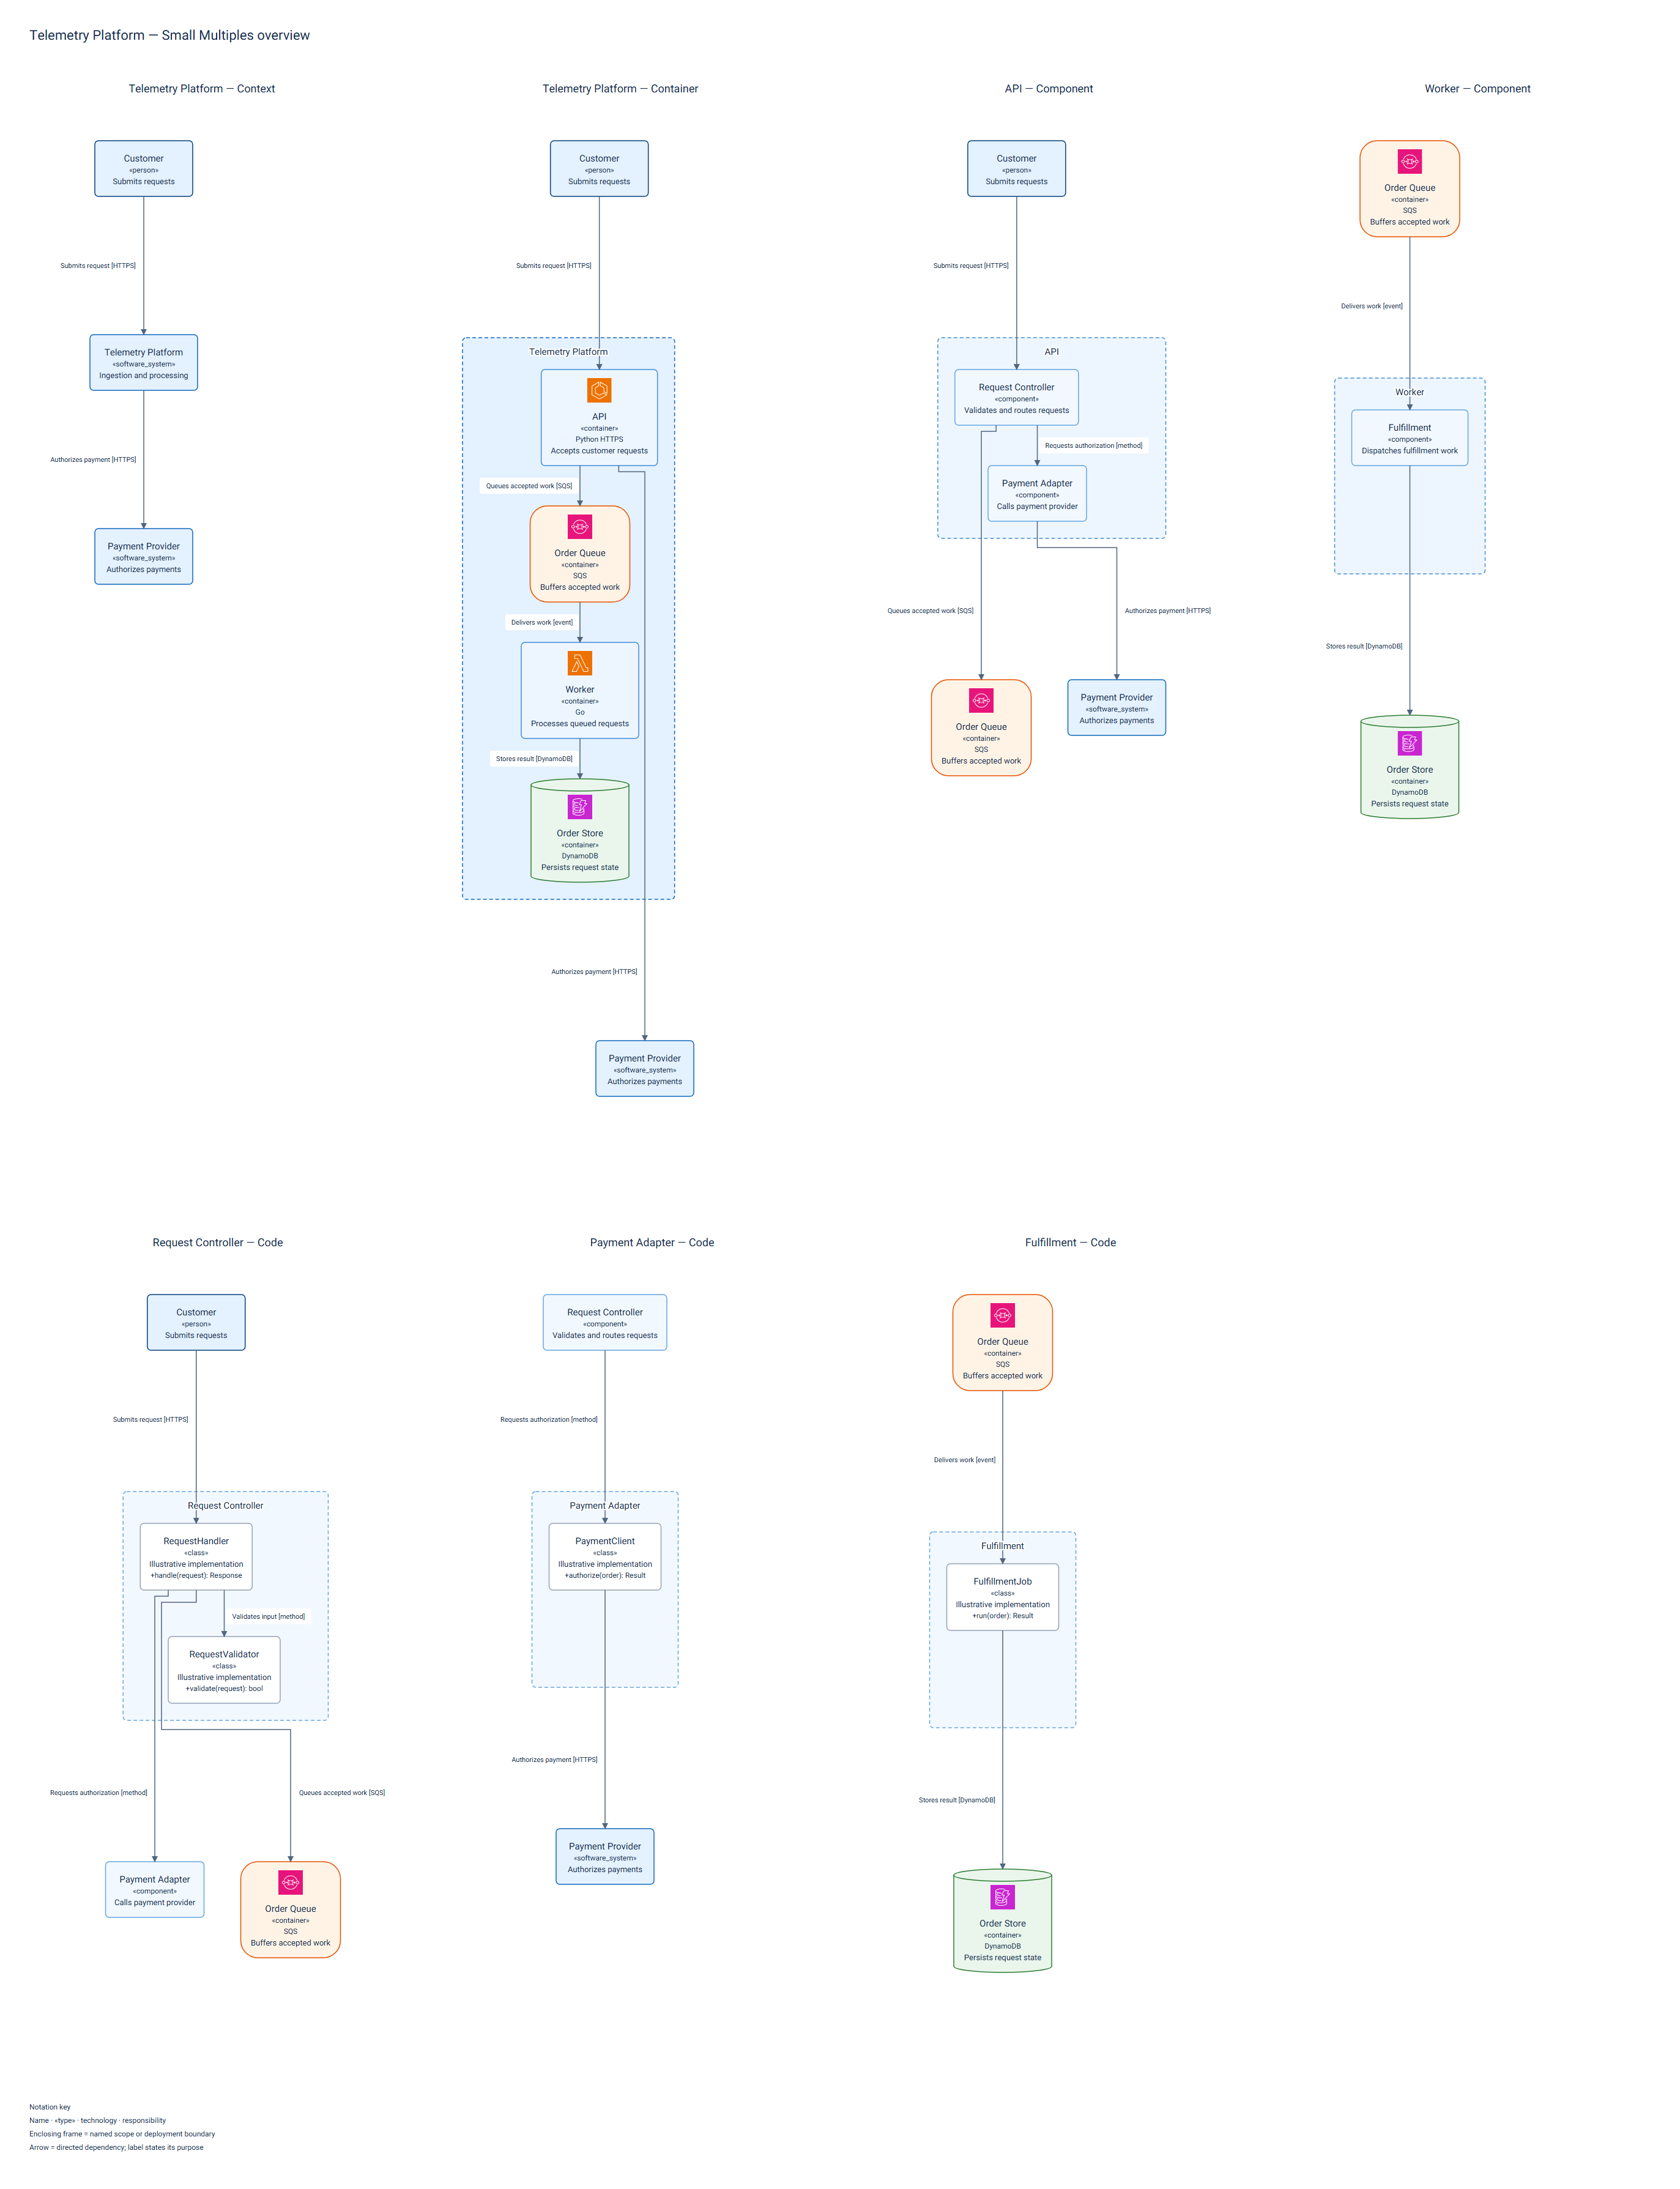 Telemetry Platform — Small Multiples overview
Telemetry Platform — Context
Customer
«person»
Submits requests
Submits request [HTTPS]
Telemetry Platform
«software_system»
Ingestion and processing
Authorizes payment [HTTPS]
Payment Provider
«software_system»
Authorizes payments
Telemetry Platform — Container
Customer
«person»
Submits requests
Submits request [HTTPS]
Telemetry Platform
API
«container»
Python HTTPS
Accepts customer requests
Queues accepted work [SQS]
Order Queue
«container»
SQS
Buffers accepted work
Delivers work [event]
Worker
«container»
Go
Processes queued requests
Stores result [DynamoDB]
Order Store
«container»
DynamoDB
Persists request state
Authorizes payment [HTTPS]
Payment Provider
«software_system»
Authorizes payments
API — Component
Customer
«person»
Submits requests
Submits request [HTTPS]
API
Request Controller
«component»
Validates and routes requests
Requests authorization [method]
Payment Adapter
«component»
Calls payment provider
Queues accepted work [SQS]
Authorizes payment [HTTPS]
Order Queue
«container»
SQS
Buffers accepted work
Payment Provider
«software_system»
Authorizes payments
Worker — Component
Order Queue
«container»
SQS
Buffers accepted work
Delivers work [event]
Worker
Fulfillment
«component»
Dispatches fulfillment work
Stores result [DynamoDB]
Order Store
«container»
DynamoDB
Persists request state
Request Controller — Code
Customer
«person»
Submits requests
Submits request [HTTPS]
Request Controller
RequestHandler
«class»
Illustrative implementation
+handle(request): Response
Validates input [method]
RequestValidator
«class»
Illustrative implementation
+validate(request): bool
Requests authorization [method]
Queues accepted work [SQS]
Payment Adapter
«component»
Calls payment provider
Order Queue
«container»
SQS
Buffers accepted work
Payment Adapter — Code
Request Controller
«component»
Validates and routes requests
Requests authorization [method]
Payment Adapter
PaymentClient
«class»
Illustrative implementation
+authorize(order): Result
Authorizes payment [HTTPS]
Payment Provider
«software_system»
Authorizes payments
Fulfillment — Code
Order Queue
«container»
SQS
Buffers accepted work
Delivers work [event]
Fulfillment
FulfillmentJob
«class»
Illustrative implementation
+run(order): Result
Stores result [DynamoDB]
Order Store
«container»
DynamoDB
Persists request state
Notation key
Name · «type» · technology · responsibility
Enclosing frame = named scope or deployment boundary
Arrow = directed dependency; label states its purpose